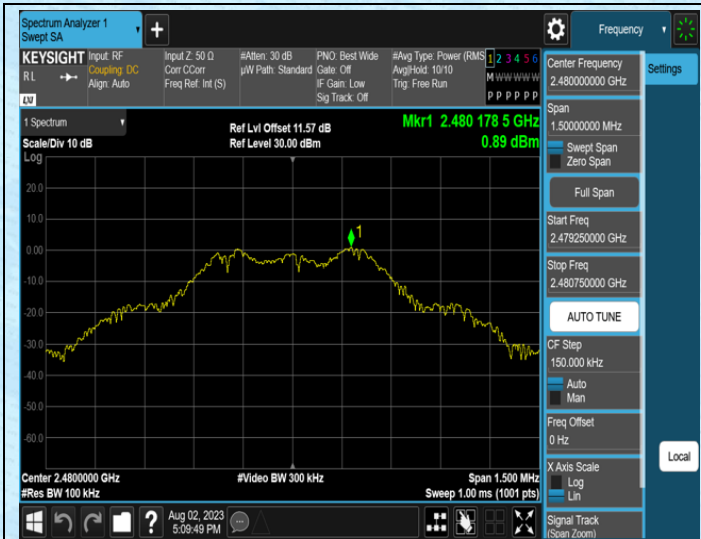 Spectrum Analyzer 1
Swept SA
+
Frequency
KEYSIGHT
RL
LXI
Input: RF
Coupling: DC
Align: Auto
Input Z: 50 Ω
Corr CCorr
Freq Ref: Int (S)
#Atten: 30 dB
µW Path: Standard
PNO: Best Wide
Gate: Off
IF Gain: Low
Sig Track: Off
#Avg Type: Power (RMS
Avg|Hold: 10/10
Trig: Free Run
1 2 3 4 5 6
M W W W W W
P P P P P P
1 Spectrum
Scale/Div 10 dB
Ref Lvl Offset 11.57 dB
Ref Level 30.00 dBm
Mkr1 2.480 178 5 GHz
0.89 dBm
Log
20.0
10.0
0.00
-10.0
-20.0
-30.0
-40.0
-50.0
-60.0
1
Center 2.4800000 GHz
#Res BW 100 kHz
#Video BW 300 kHz
Span 1.500 MHz
Sweep 1.00 ms (1001 pts)
?
Aug 02, 2023
5:09:49 PM
Center Frequency
2.480000000 GHz
Settings
Span
1.50000000 MHz
Swept Span
Zero Span
Full Span
Start Freq
2.479250000 GHz
Stop Freq
2.480750000 GHz
AUTO TUNE
CF Step
150.000 kHz
Auto
Man
Freq Offset
0 Hz
X Axis Scale
Log
Lin
Local
Signal Track
(Span Zoom)